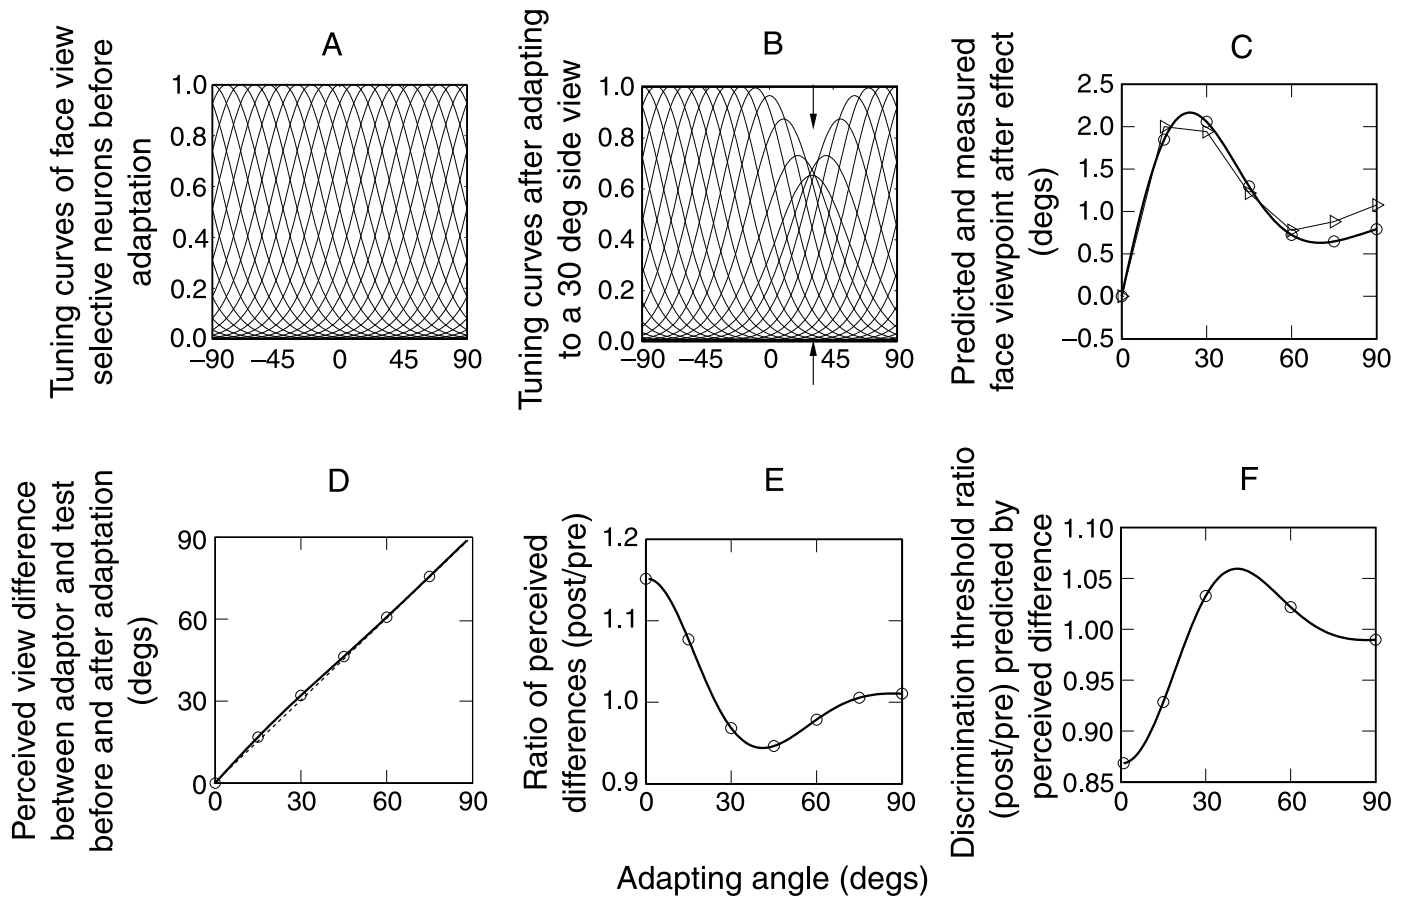 A
Tuning curves of face view
selective neurons before
adaptation
1.0
0.8
0.6
0.4
0.2
0.0
−90 −45 0 45 90
B
Tuning curves after adapting
to a 30 deg side view
1.0
0.8
0.6
0.4
0.2
0.0
−90 −45 0 45 90
C
Predicted and measured
face viewpoint after effect
(degs)
2.5
2.0
1.5
1.0
0.5
0.0
−0.5
0 30 60 90
D
Perceived view difference
between adaptor and test
before and after adaptation
(degs)
90
60
30
0
0 30 60 90
E
Ratio of perceived
differences (post/pre)
1.2
1.1
1.0
0.9
0 30 60 90
F
Discrimination threshold ratio
(post/pre) predicted by
perceived difference
1.10
1.05
1.00
0.95
0.90
0.85
0 30 60 90
Adapting angle (degs)